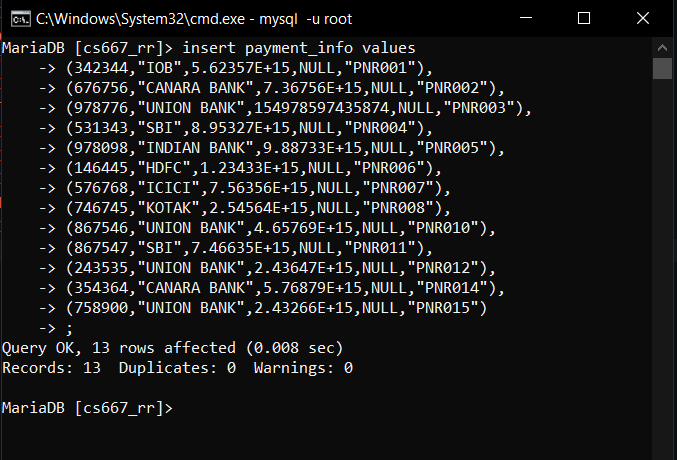 C:\Windows\System32\cmd.exe - mysql  -u root
MariaDB [cs667_rr]> insert payment_info values
    -> (342344,"IOB",5.62357E+15,NULL,"PNR001"),
    -> (676756,"CANARA BANK",7.36756E+15,NULL,"PNR002"),
    -> (978776,"UNION BANK",154978597435874,NULL,"PNR003"),
    -> (531343,"SBI",8.95327E+15,NULL,"PNR004"),
    -> (978098,"INDIAN BANK",9.88733E+15,NULL,"PNR005"),
    -> (146445,"HDFC",1.23433E+15,NULL,"PNR006"),
    -> (576768,"ICICI",7.56356E+15,NULL,"PNR007"),
    -> (746745,"KOTAK",2.54564E+15,NULL,"PNR008"),
    -> (867546,"UNION BANK",4.65769E+15,NULL,"PNR010"),
    -> (867547,"SBI",7.46635E+15,NULL,"PNR011"),
    -> (243535,"UNION BANK",2.43647E+15,NULL,"PNR012"),
    -> (354364,"CANARA BANK",5.76879E+15,NULL,"PNR014"),
    -> (758900,"UNION BANK",2.43266E+15,NULL,"PNR015")
    -> ;
Query OK, 13 rows affected (0.008 sec)
Records: 13  Duplicates: 0  Warnings: 0
MariaDB [cs667_rr]>